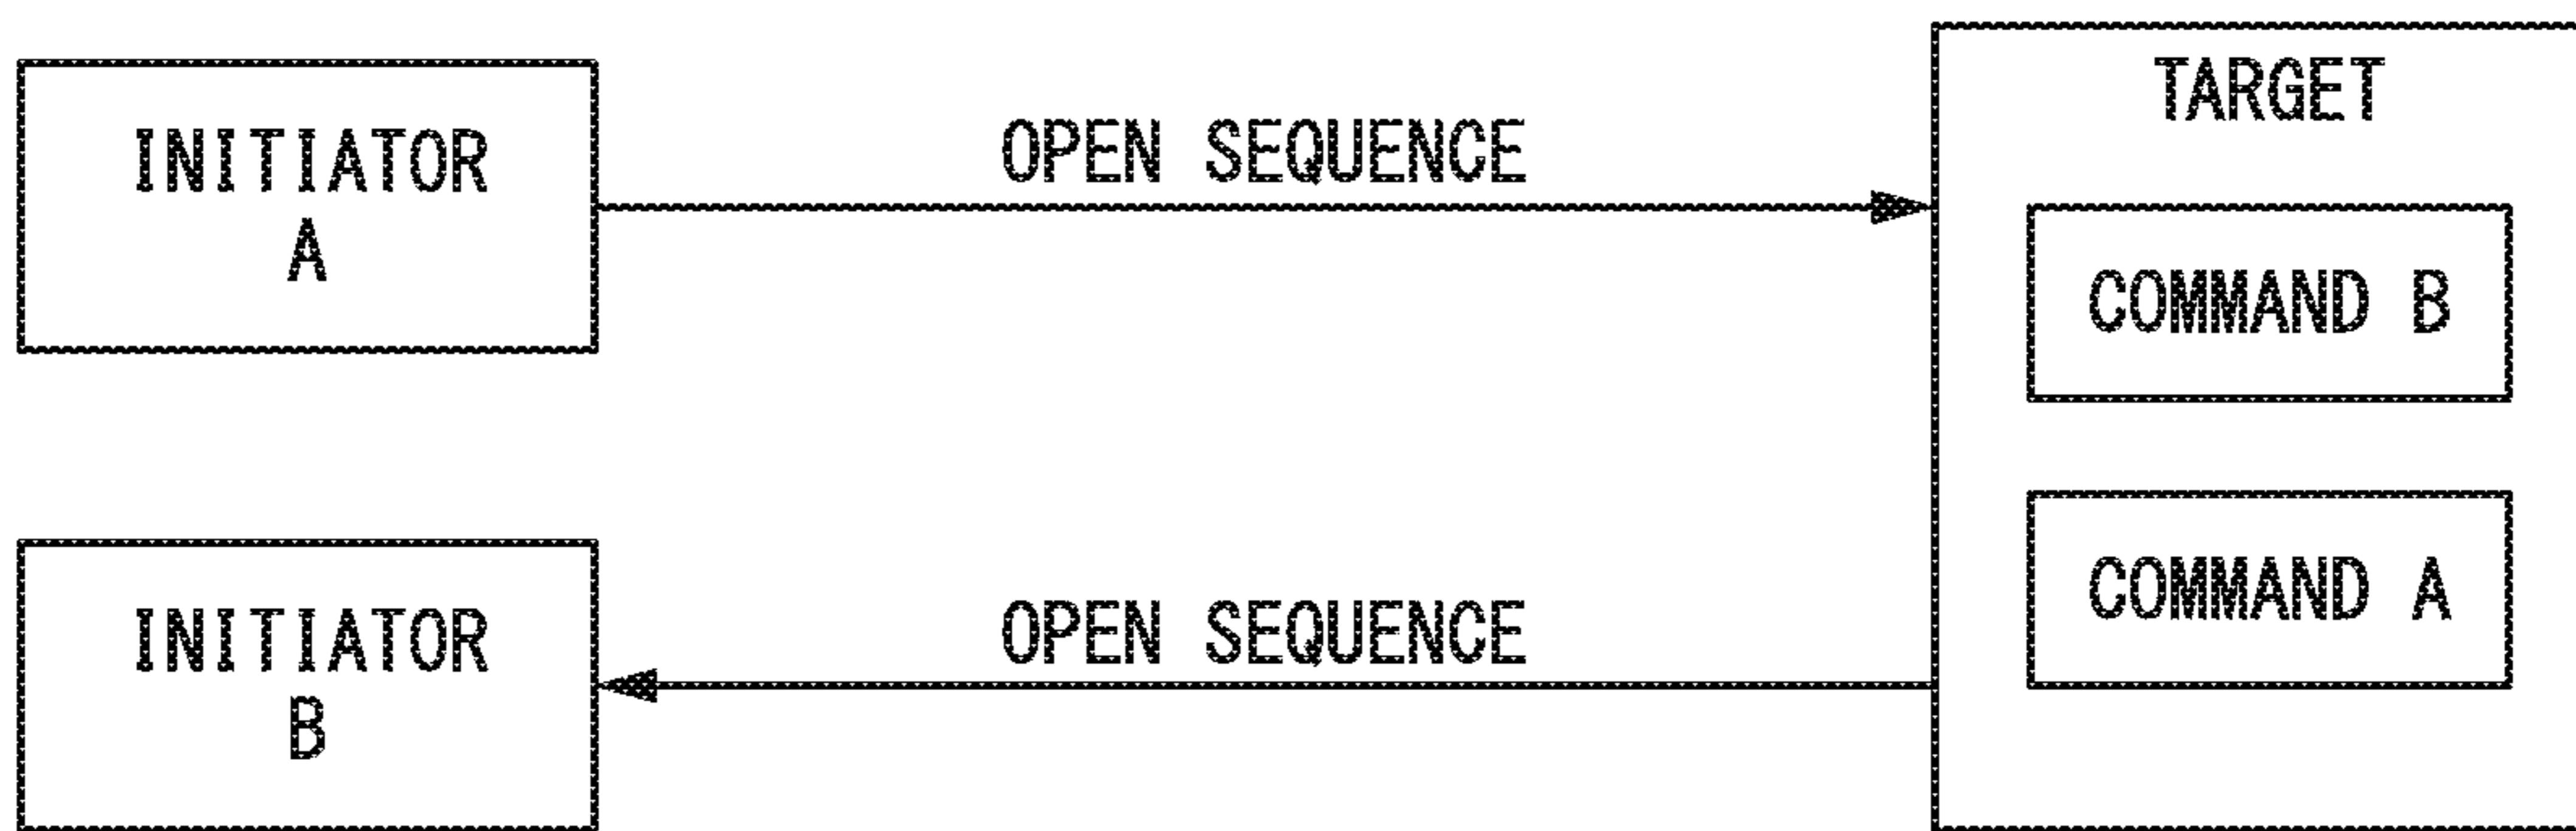 INITIATOR
A
OPEN SEQUENCE
TARGET
COMMAND B
COMMAND A
INITIATOR
B
OPEN SEQUENCE